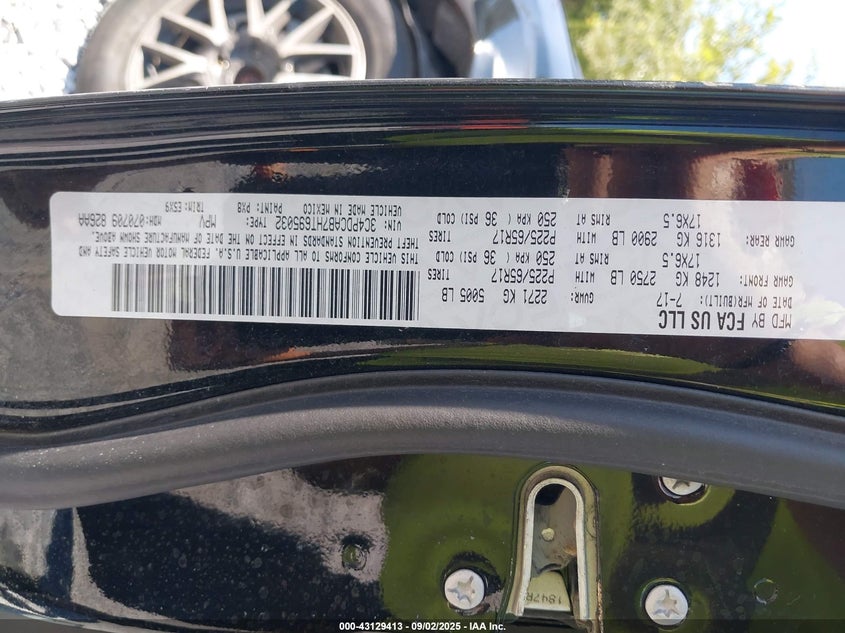 MFD BY FCA US LLC
DATE OF MFR(BUILT): 7-17 GVWR: 2271 KG 5005 LB
GAWR FRONT: 1248 KG 2750 LB WITH P225/65R17 TIRES
RIMS AT 17X6.5 250 KPA ( 36 PSI) COLD
GAWR REAR: 1316 KG 2900 LB WITH P225/65R17 TIRES
RIMS AT 17X6.5 250 KPA ( 36 PSI) COLD
THIS VEHICLE CONFORMS TO ALL APPLICABLE U.S.A. FEDERAL MOTOR VEHICLE SAFETY AND
THEFT PREVENTION STANDARDS IN EFFECT ON THE DATE OF MANUFACTURE SHOWN ABOVE.
VIN: 3C4PDCAB7HT695032 TYPE: MPV MDH:070709 826AA
VEHICLE MADE IN MEXICO PAINT: PX8 TRIM:E5X9
000-43129413 - 09/02/2025 - IAA Inc.